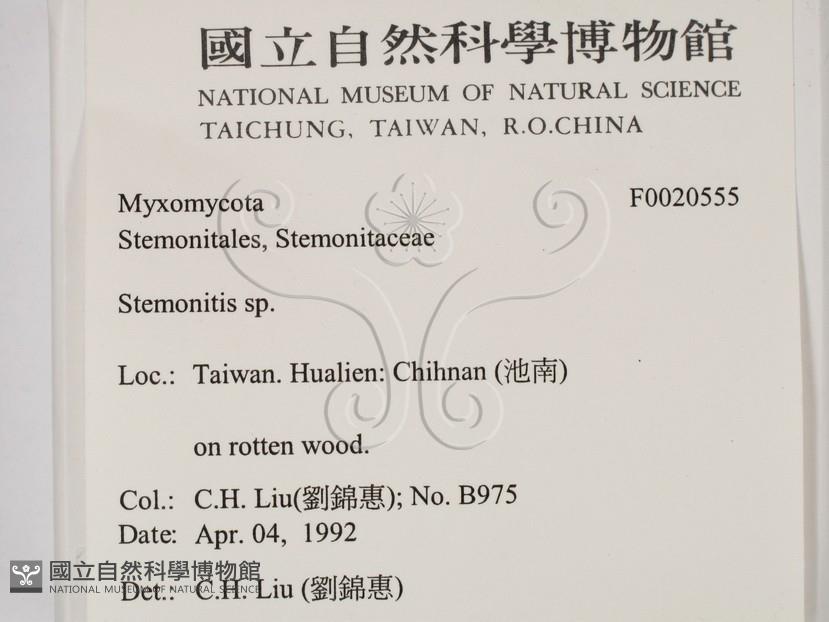 國立自然科學博物館
NATIONAL MUSEUM OF NATURAL SCIENCE
TAICHUNG, TAIWAN, R.O.CHINA
Myxomycota F0020555
Stemonitales, Stemonitaceae
Stemonitis sp.
Loc.: Taiwan. Hualien: Chihnan (池南)
on rotten wood.
Col.: C.H. Liu(劉錦惠); No. B975
Date: Apr. 04, 1992
國立自然科學博物館
NATIONAL MUSEUM OF NATURAL SCIENCE
Det.: C.H. Liu (劉錦惠)